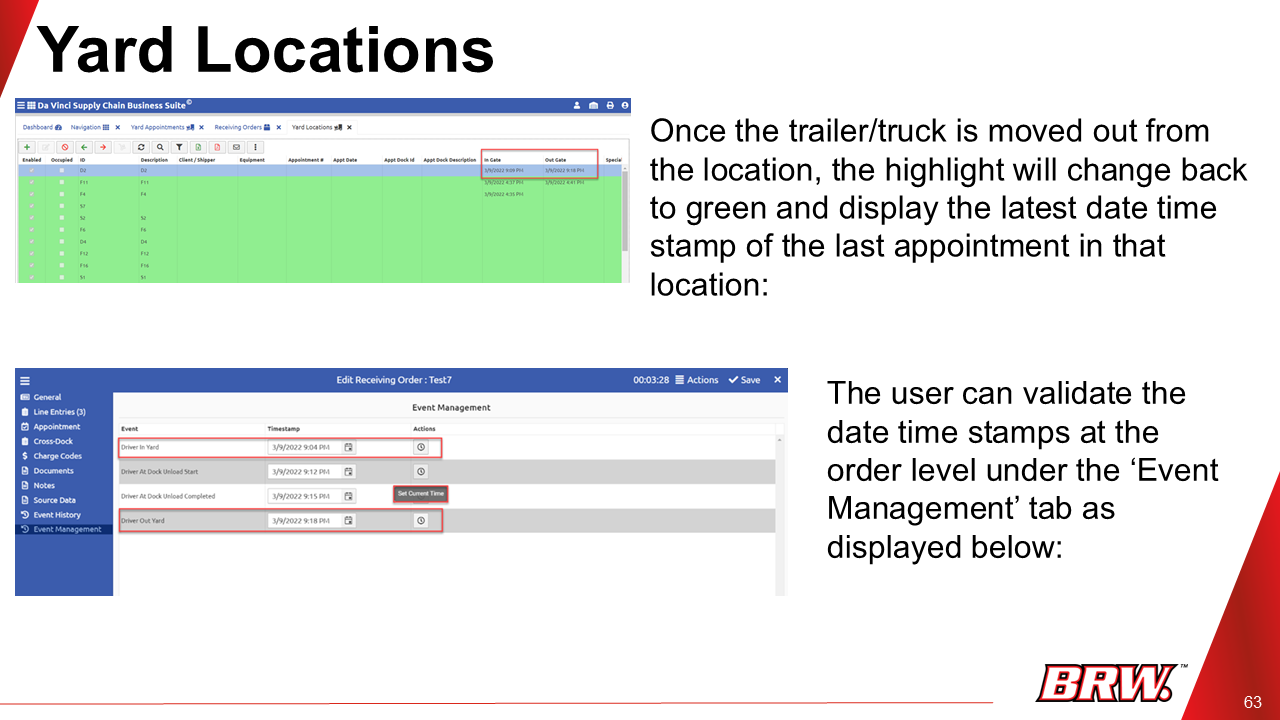 Yard Locations
Da Vinci Supply Chain Business Suite©
Dashboard Navigation Yard Appointments Receiving Orders Yard Locations
Enabled Occupied ID Description Client / Shipper Equipment Appointment # Appt Date Appt Dock Id Appt Dock Description In Gate Out Gate Special
D2 D2 3/9/2022 9:09 PM 3/9/2022 9:18 PM
F11 F11 3/9/2022 4:37 PM 3/9/2022 4:41 PM
F4 F4 3/9/2022 4:35 PM
S7
S2 S2
F6 F6
D4 D4
F12 F12
F16 F16
S1 S1
Once the trailer/truck is moved out from
the location, the highlight will change back
to green and display the latest date time
stamp of the last appointment in that
location:
Edit Receiving Order : Test7 00:03:28 Actions Save
General
Line Entries (3)
Appointment
Cross-Dock
Charge Codes
Documents
Notes
Source Data
Event History
Event Management
Event Management
Event Timestamp Actions
Driver In Yard 3/9/2022 9:04 PM
Driver At Dock Unload Start 3/9/2022 9:12 PM
Driver At Dock Unload Completed 3/9/2022 9:15 PM Set Current Time
Driver Out Yard 3/9/2022 9:18 PM
The user can validate the
date time stamps at the
order level under the ‘Event
Management’ tab as
displayed below:
BRW. ™
63